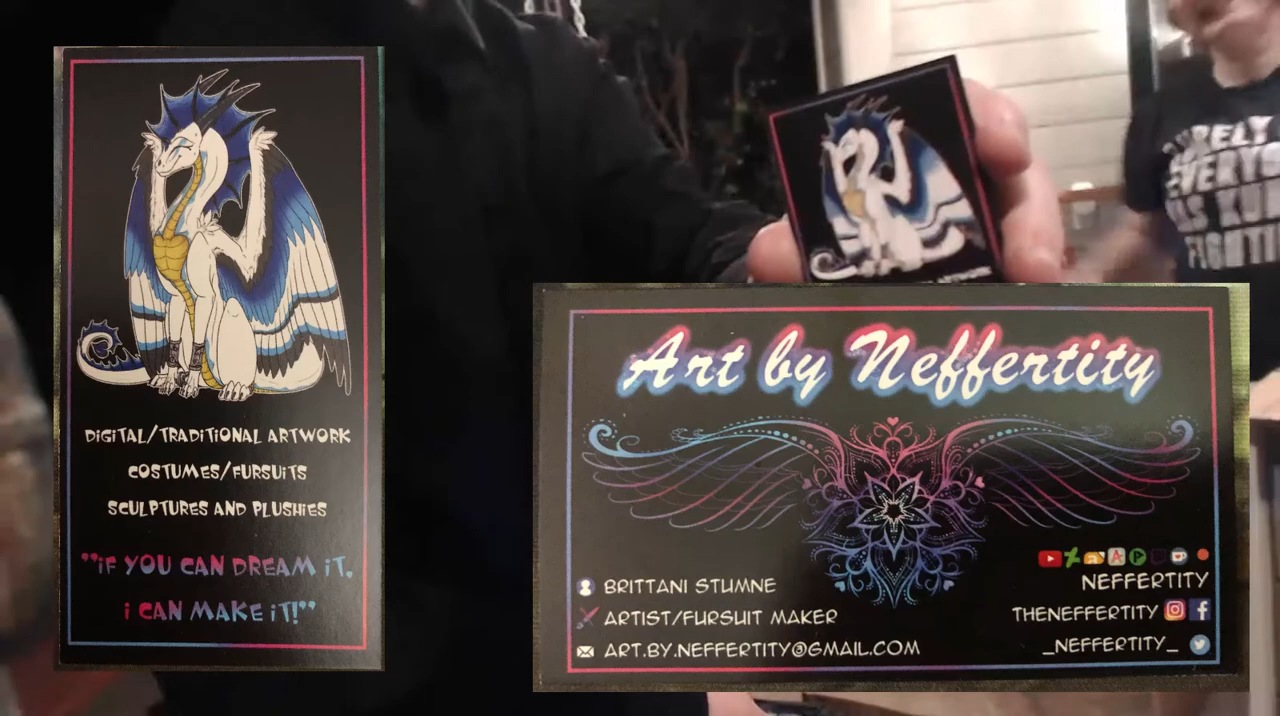 DIGITAL/TRADITIONAL ARTWORK
COSTUMES/FURSUITS
SCULPTURES AND PLUSHIES
"IF YOU CAN DREAM IT,
I CAN MAKE IT!"
Art by Neffertity
BRITTANI STUMNE
ARTIST/FURSUIT MAKER
ART.BY.NEFFERTITY@GMAIL.COM
NEFFERTITY
THENEFFERTITY
_NEFFERTITY_
ARTWORK